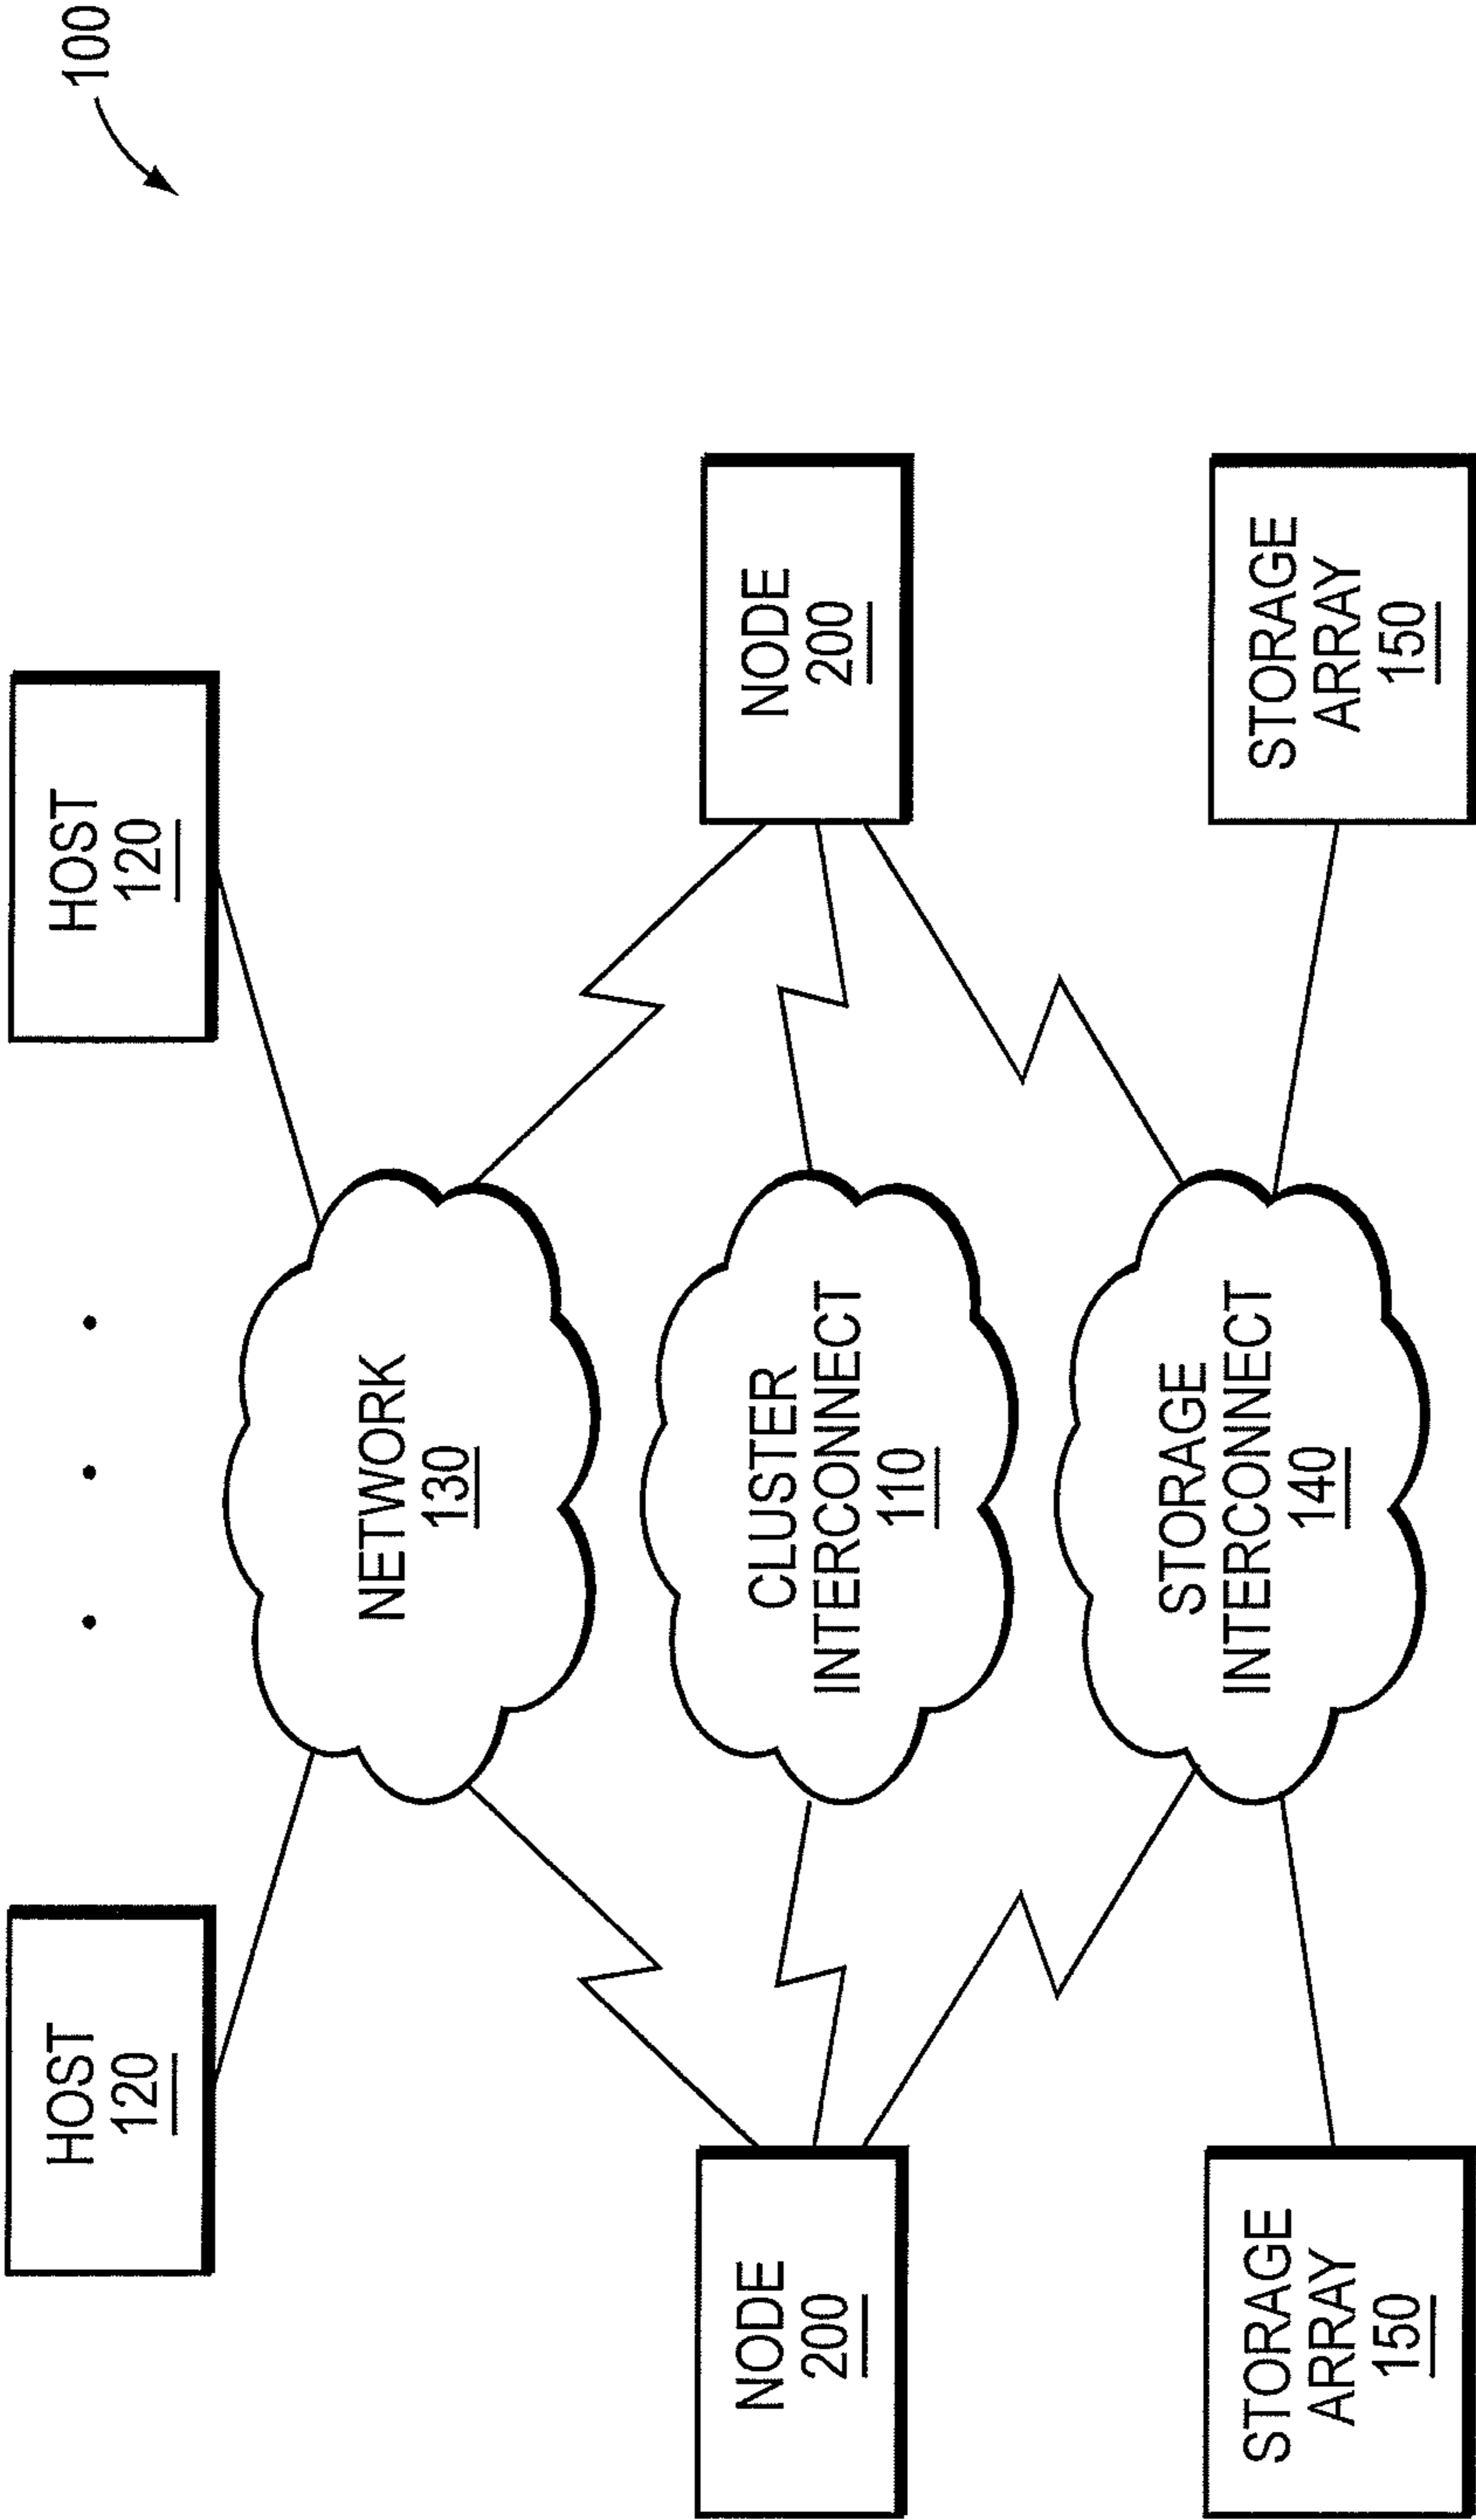 100
HOST
120
HOST
120
. . .
NETWORK
130
NODE
200
CLUSTER
INTERCONNECT
110
NODE
200
STORAGE
INTERCONNECT
140
STORAGE
ARRAY
150
STORAGE
ARRAY
150